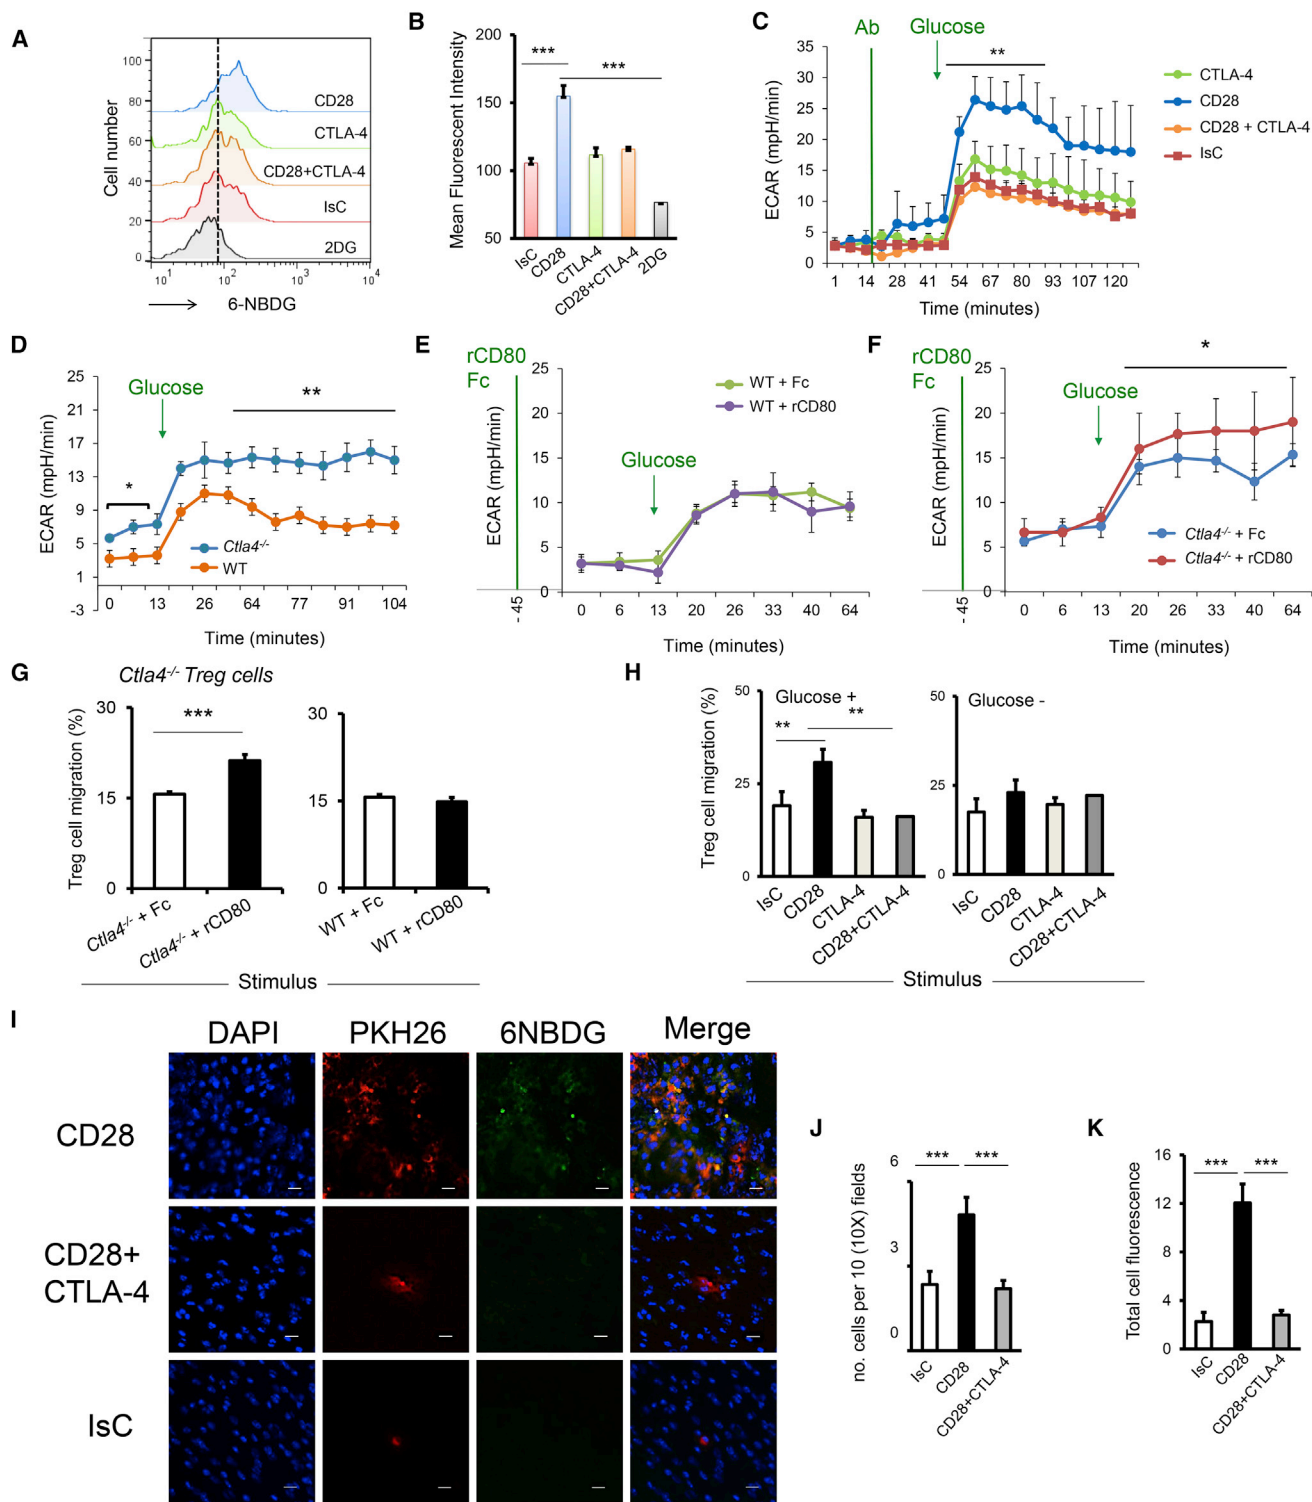 A
Cell number
100
80
60
40
20
0
CD28
CTLA-4
CD28+CTLA-4
IsC
2DG
10^1
10^2
10^3
10^4
6-NBDG
B
Mean Fluorescent Intensity
200
150
100
50
***
***
IsC
CD28
CTLA-4
CD28+CTLA-4
2DG
C
Ab
Glucose
**
ECAR (mpH/min)
35
30
25
20
15
10
5
0
1 14 28 41 54 67 80 93 107 120
Time (minutes)
CTLA-4
CD28
CD28 + CTLA-4
IsC
D
Glucose
**
*
ECAR (mpH/min)
25
21
17
13
9
5
1
-3
Ctla4-/-
WT
0 13 26 64 77 91 104
Time (minutes)
E
rCD80
Fc
- 45
Glucose
ECAR (mpH/min)
25
20
15
10
5
0
WT + Fc
WT + rCD80
0 6 13 20 26 33 40 64
Time (minutes)
F
rCD80
Fc
- 45
Glucose
*
ECAR (mpH/min)
25
20
15
10
5
0
Ctla4-/- + Fc
Ctla4-/- + rCD80
0 6 13 20 26 33 40 64
Time (minutes)
G
Ctla4-/- Treg cells
Treg cell migration (%)
30
15
0
***
Ctla4-/- + Fc
Ctla4-/- + rCD80
30
15
0
WT + Fc
WT + rCD80
Stimulus
H
Treg cell migration (%)
50
25
0
Glucose +
**
**
IsC
CD28
CTLA-4
CD28+CTLA-4
50
25
0
Glucose -
IsC
CD28
CTLA-4
CD28+CTLA-4
Stimulus
I
DAPI PKH26 6NBDG Merge
CD28
CD28+
CTLA-4
IsC
J
no. cells per 10 (10X) fields
6
3
0
*** ***
IsC
CD28
CD28+CTLA-4
K
Total cell fluorescence
16
12
8
4
0
*** ***
IsC
CD28
CD28+CTLA-4